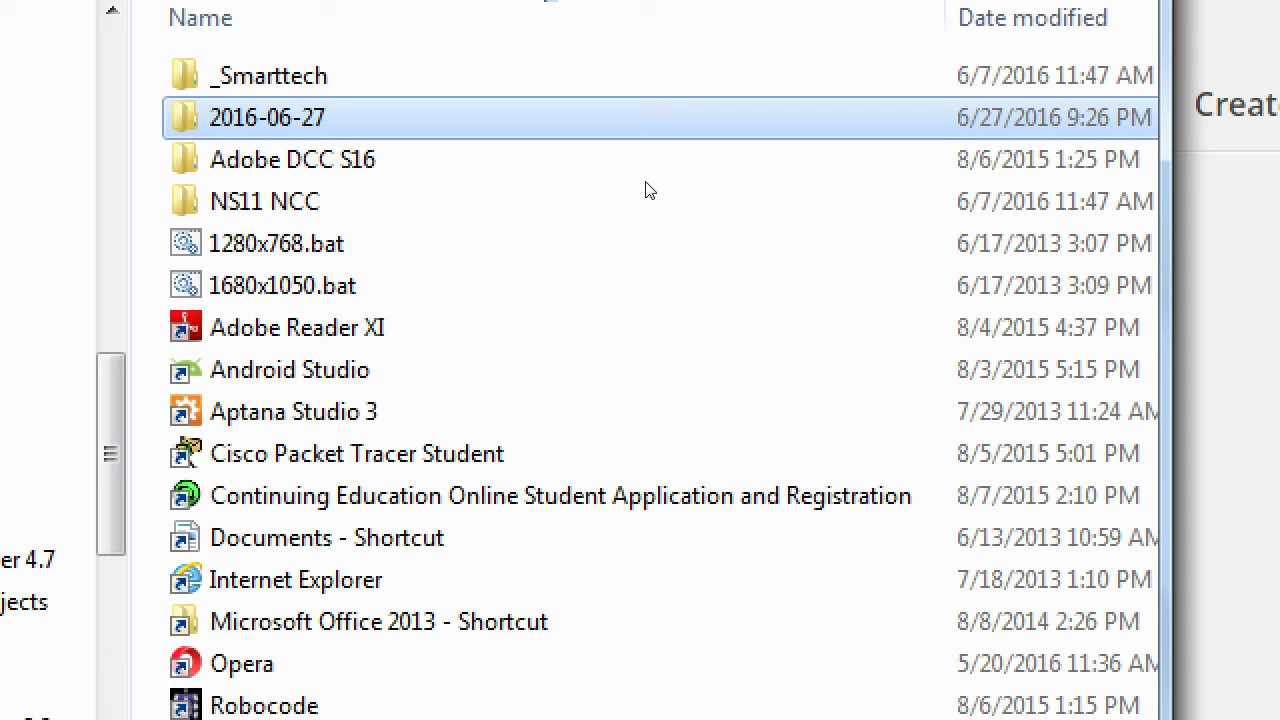 Name Date modified
_Smarttech 6/7/2016 11:47 AM
Creat
2016-06-27 6/27/2016 9:26 PM
Adobe DCC S16 8/6/2015 1:25 PM
NS11 NCC 6/7/2016 11:47 AM
1280x768.bat 6/17/2013 3:07 PM
1680x1050.bat 6/17/2013 3:09 PM
Adobe Reader XI 8/4/2015 4:37 PM
Android Studio 8/3/2015 5:15 PM
Aptana Studio 3 7/29/2013 11:24 AM
Cisco Packet Tracer Student 8/5/2015 5:01 PM
Continuing Education Online Student Application and Registration 8/7/2015 2:10 PM
Documents - Shortcut 6/13/2013 10:59 AM
er 4.7
Internet Explorer 7/18/2013 1:10 PM
jects
Microsoft Office 2013 - Shortcut 8/8/2014 2:26 PM
Opera 5/20/2016 11:36 AM
Robocode 8/6/2015 1:15 PM